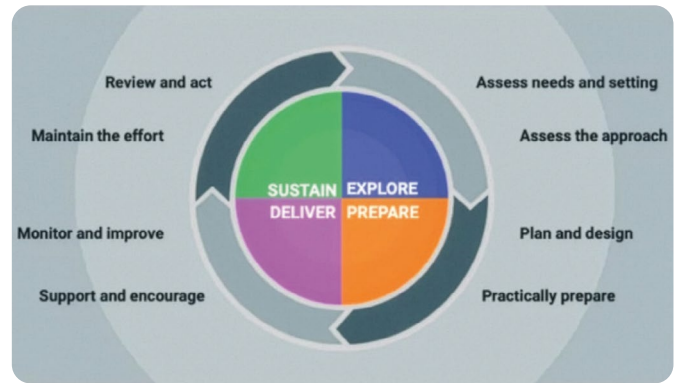 Review and act
Assess needs and setting
Maintain the effort
Assess the approach
SUSTAIN EXPLORE
DELIVER PREPARE
Monitor and improve
Plan and design
Support and encourage
Practically prepare